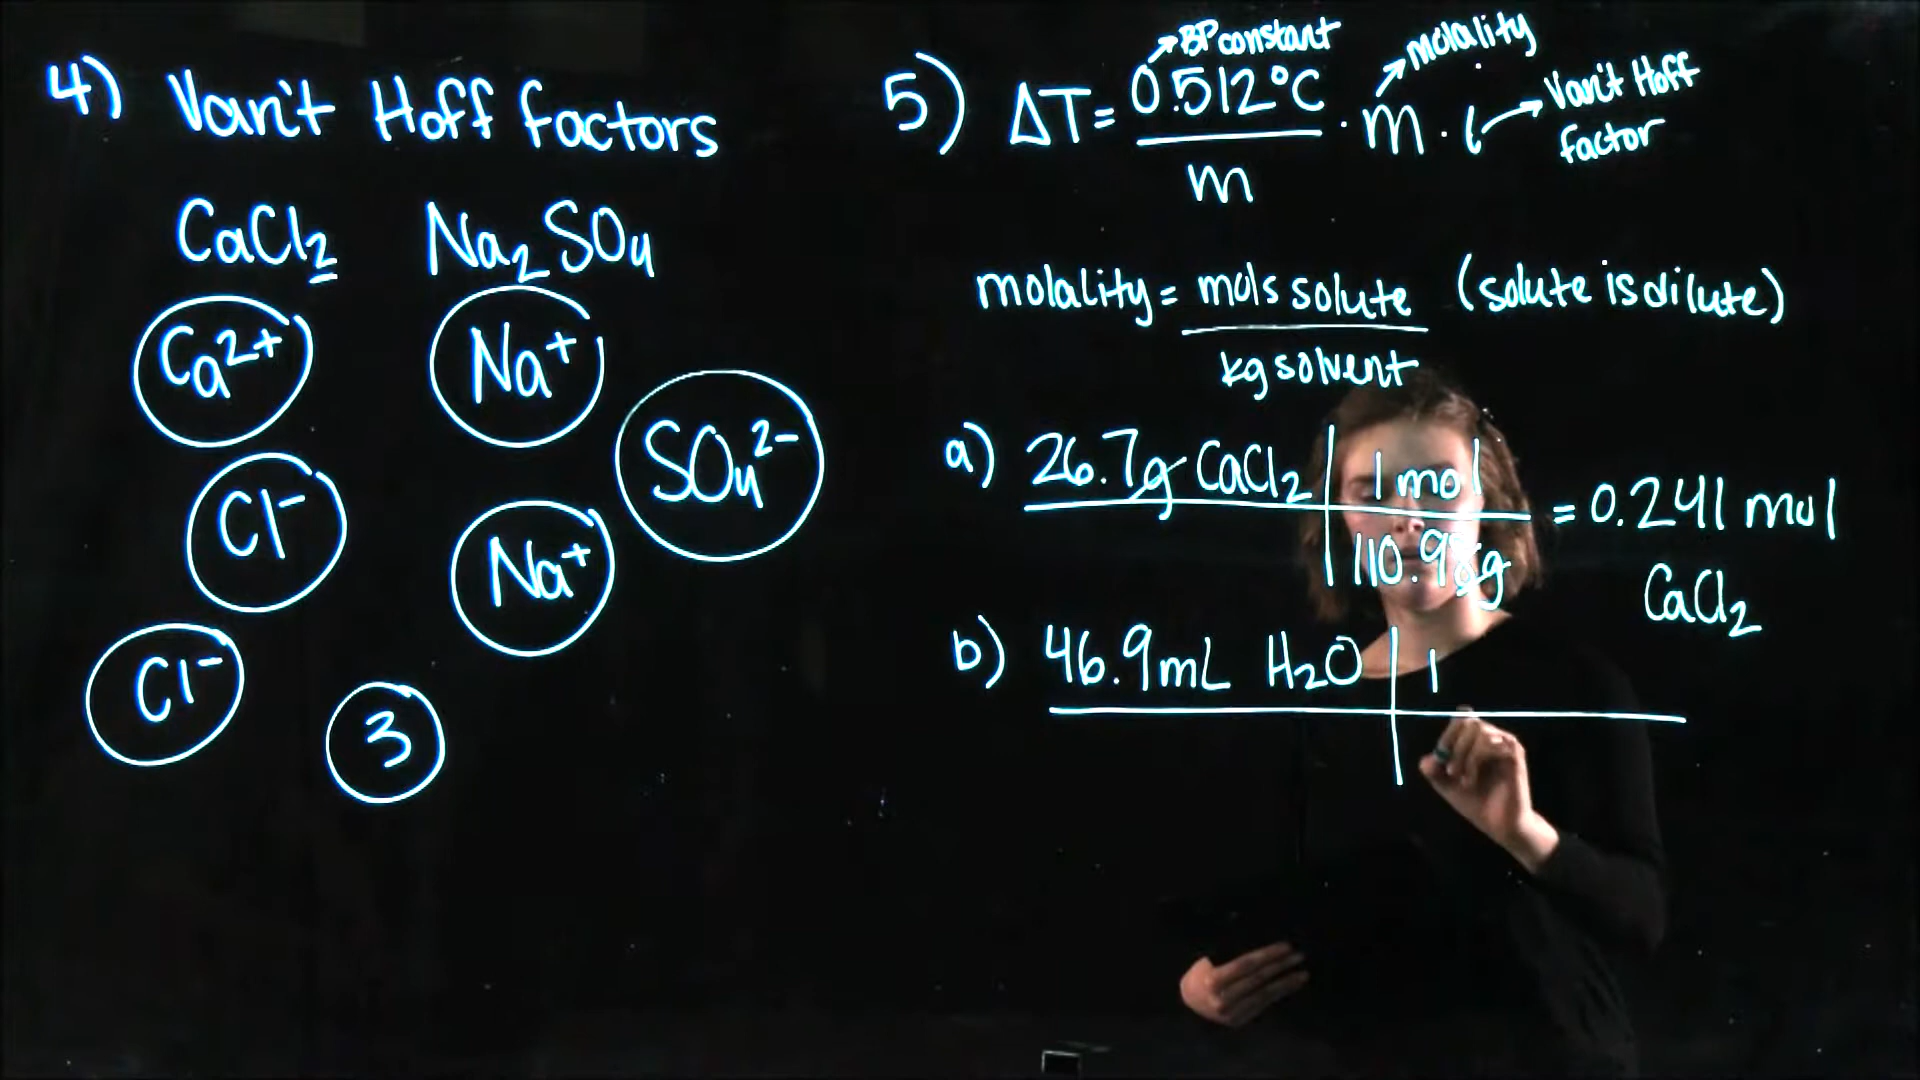 4) Van't Hoff factors
CaCl2 Na2SO4
Ca2+
Cl-
Cl-
Na+
Na+
SO4 2-
3
5) ΔT = 0.512°C / m · m · i
→BP constant
→molality
→Van't Hoff
factor
molality = mols solute (solute is dilute)
kg solvent
a) 26.7g CaCl2 | 1 mol = 0.241 mol
110.98g CaCl2
b) 46.9mL H2O | 1